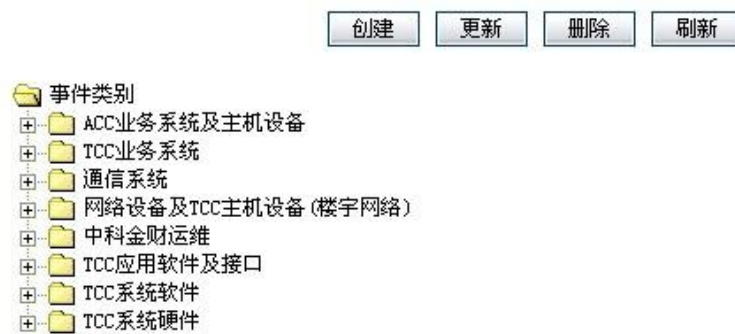 创建 更新 删除 刷新
事件类别
ACC业务系统及主机设备
TCC业务系统
通信系统
网络设备及TCC主机设备(楼宇网络)
中科金财运维
TCC应用软件及接口
TCC系统软件
TCC系统硬件